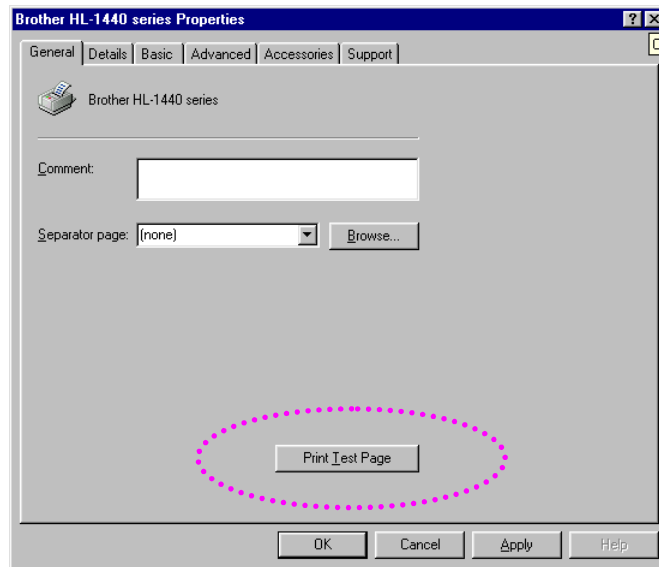 Brother HL-1440 series Properties
General Details Basic Advanced Accessories Support
Brother HL-1440 series
Comment:
Separator page: (none) Browse...
Print Test Page
OK Cancel Apply Help